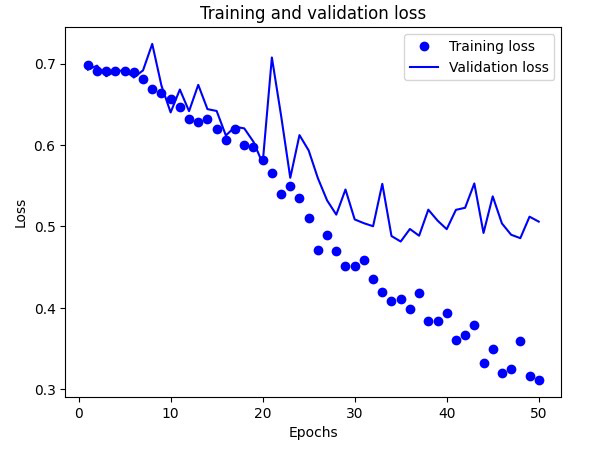 Training and validation loss
Training loss
Validation loss
0.7
0.6
0.5
0.4
0.3
Loss
0 10 20 30 40 50
Epochs